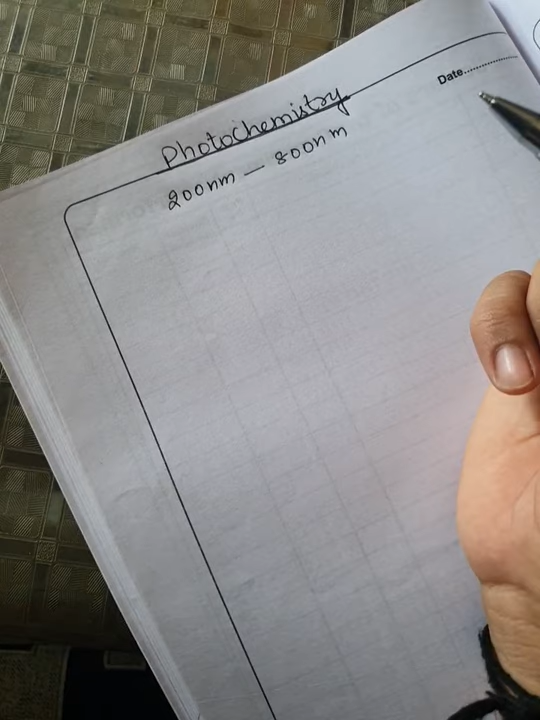 Date..............
Photochemistry
200nm — 800nm